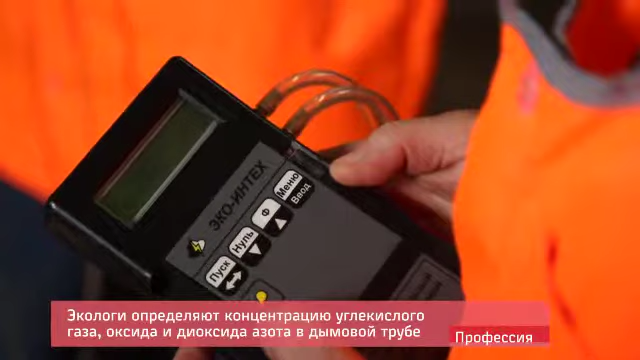 ЭКО-ИНТЕХ
Пуск
Нуль
Ф
Меню
Ввод
Экологи определяют концентрацию углекислого
газа, оксида и диоксида азота в дымовой трубе
Профессия